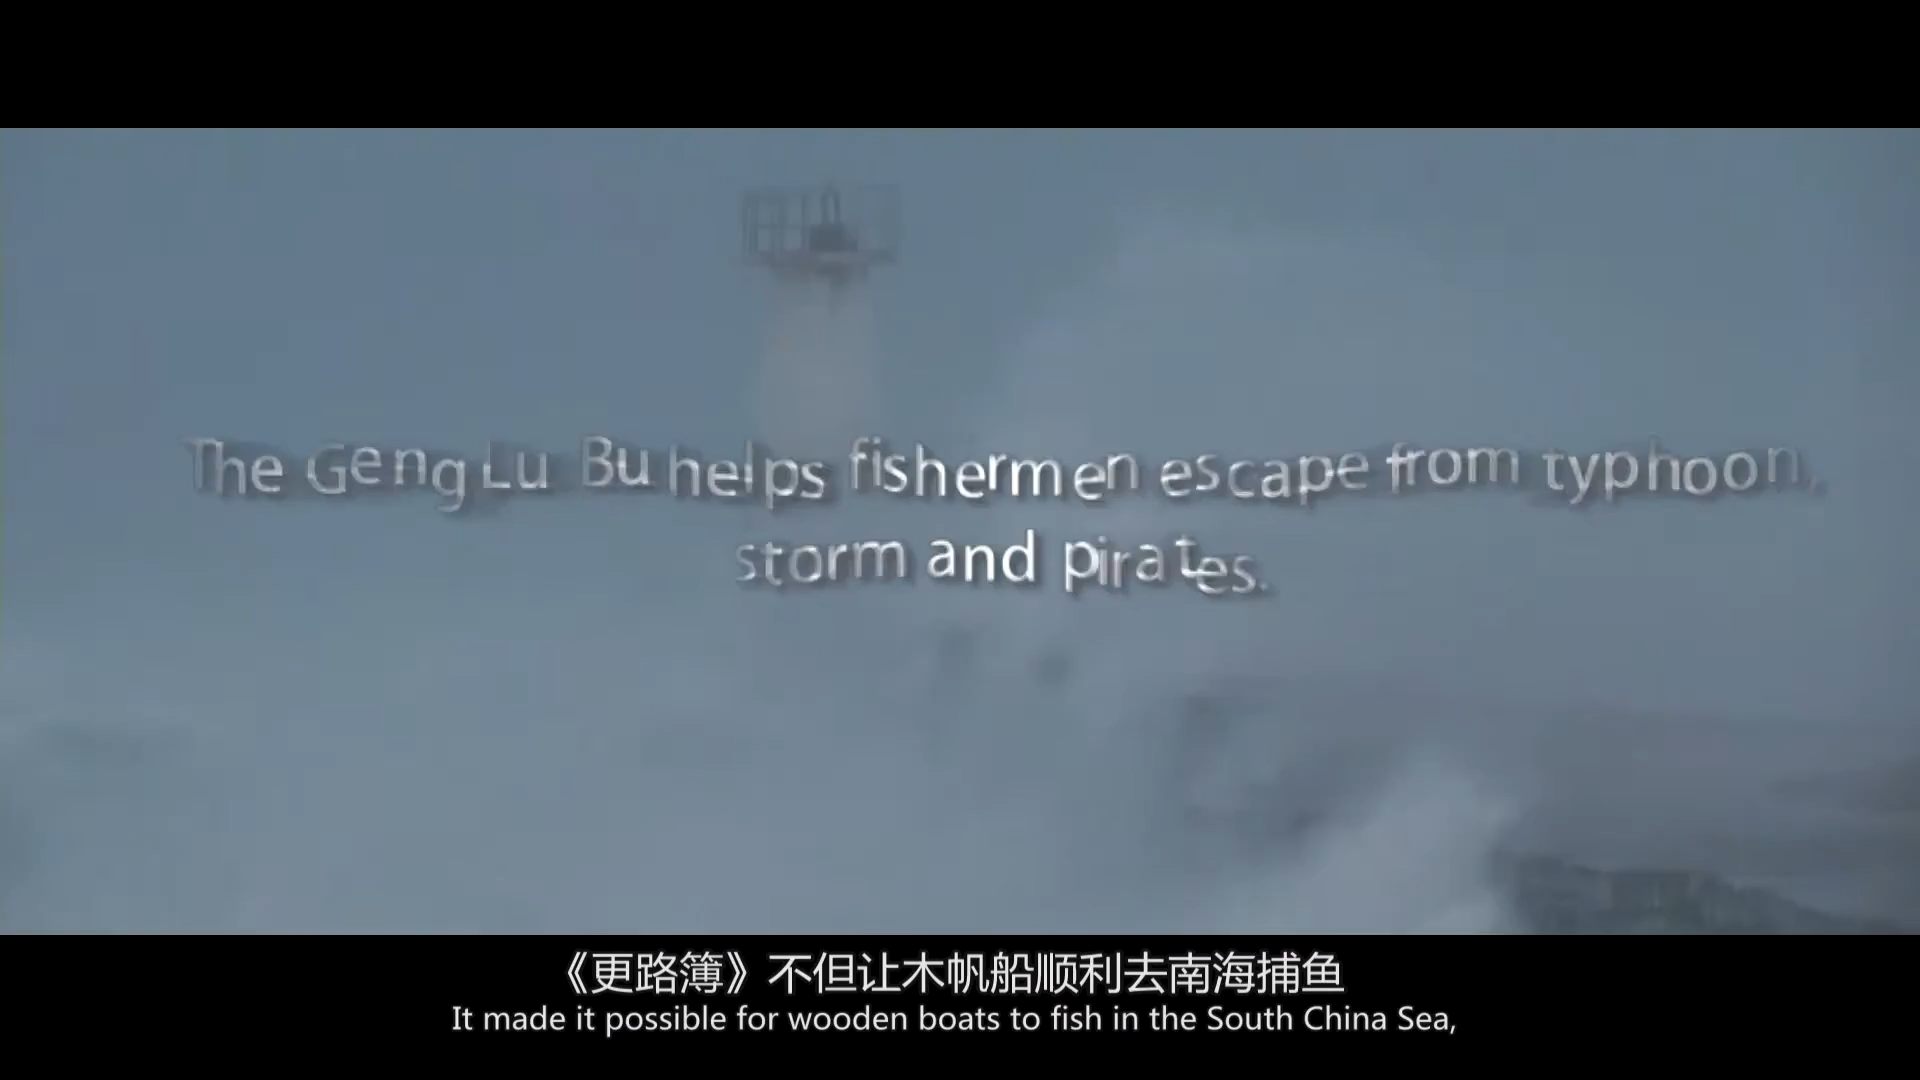 The Geng Lu Bu helps fishermen escape from typhoon,
storm and pirates.
《更路簿》不但让木帆船顺利去南海捕鱼
It made it possible for wooden boats to fish in the South China Sea,